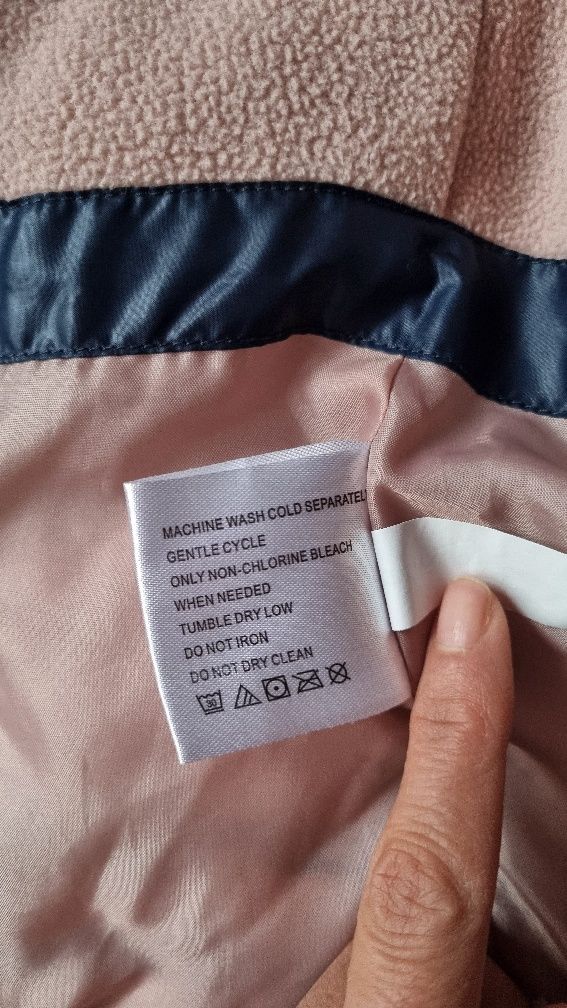 MACHINE WASH COLD SEPARATEL
GENTLE CYCLE
ONLY NON-CHLORINE BLEACH
WHEN NEEDED
TUMBLE DRY LOW
DO NOT IRON
DO NOT DRY CLEAN
30